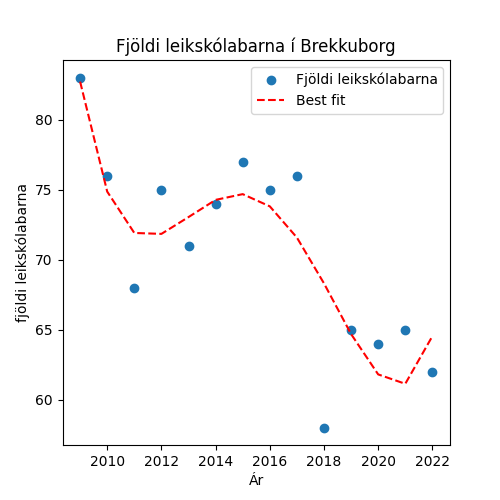 Fjöldi leikskólabarna í Brekkuborg
Fjöldi leikskólabarna
Best fit
fjöldi leikskólabarna
80
75
70
65
60
2010 2012 2014 2016 2018 2020 2022
Ár